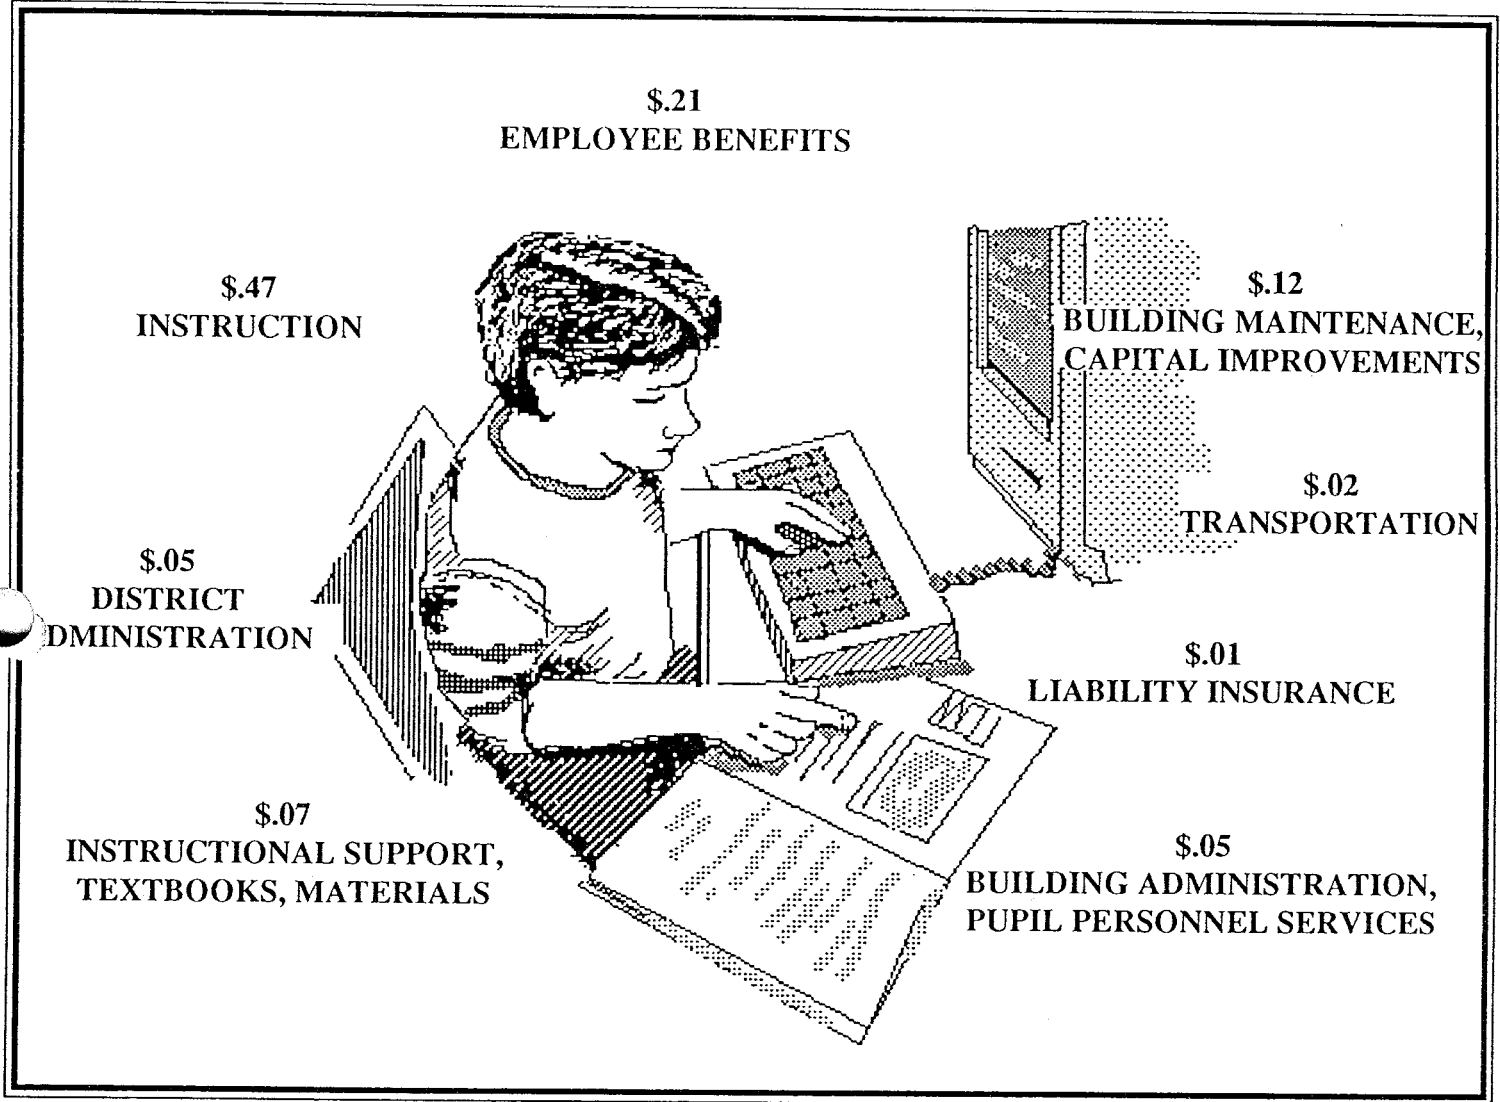 $.21
EMPLOYEE BENEFITS
$.47
INSTRUCTION
$.12
BUILDING MAINTENANCE,
CAPITAL IMPROVEMENTS
$.02
TRANSPORTATION
$.05
DISTRICT
DMINISTRATION
$.01
LIABILITY INSURANCE
$.07
INSTRUCTIONAL SUPPORT,
TEXTBOOKS, MATERIALS
$.05
BUILDING ADMINISTRATION,
PUPIL PERSONNEL SERVICES